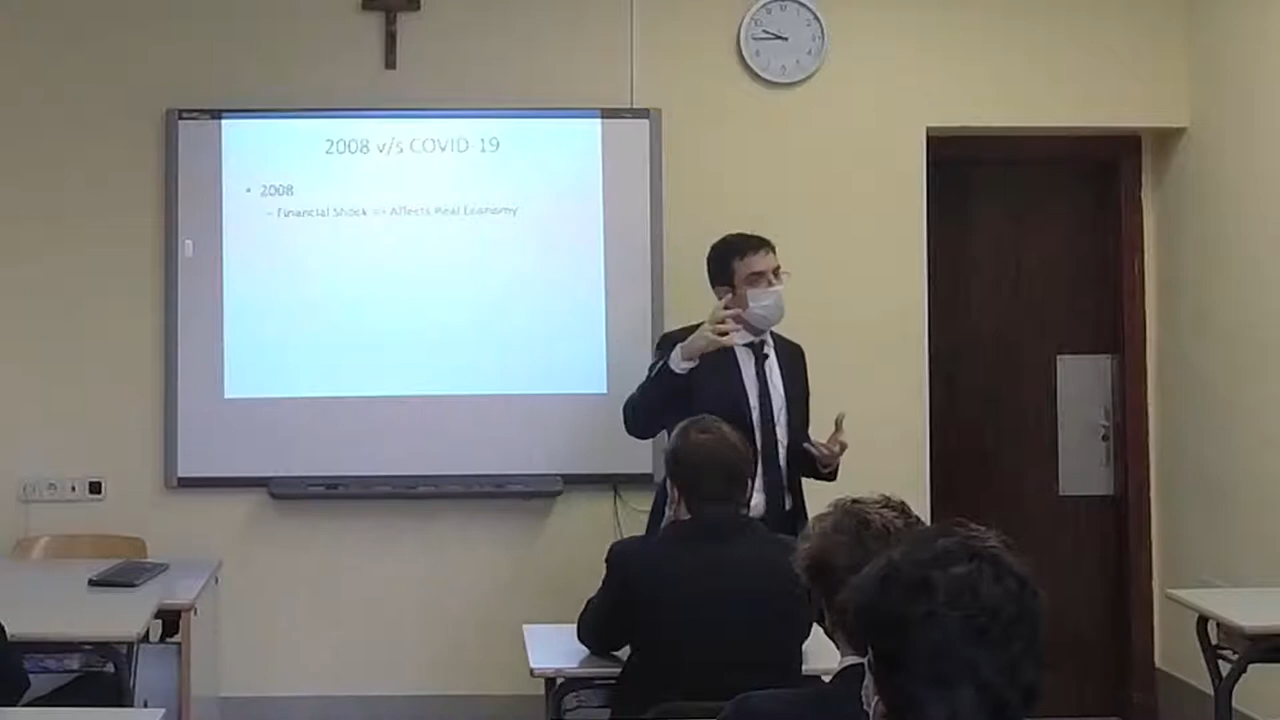 2008 v/s COVID-19
• 2008
– Financial Shock => Affects Real Economy